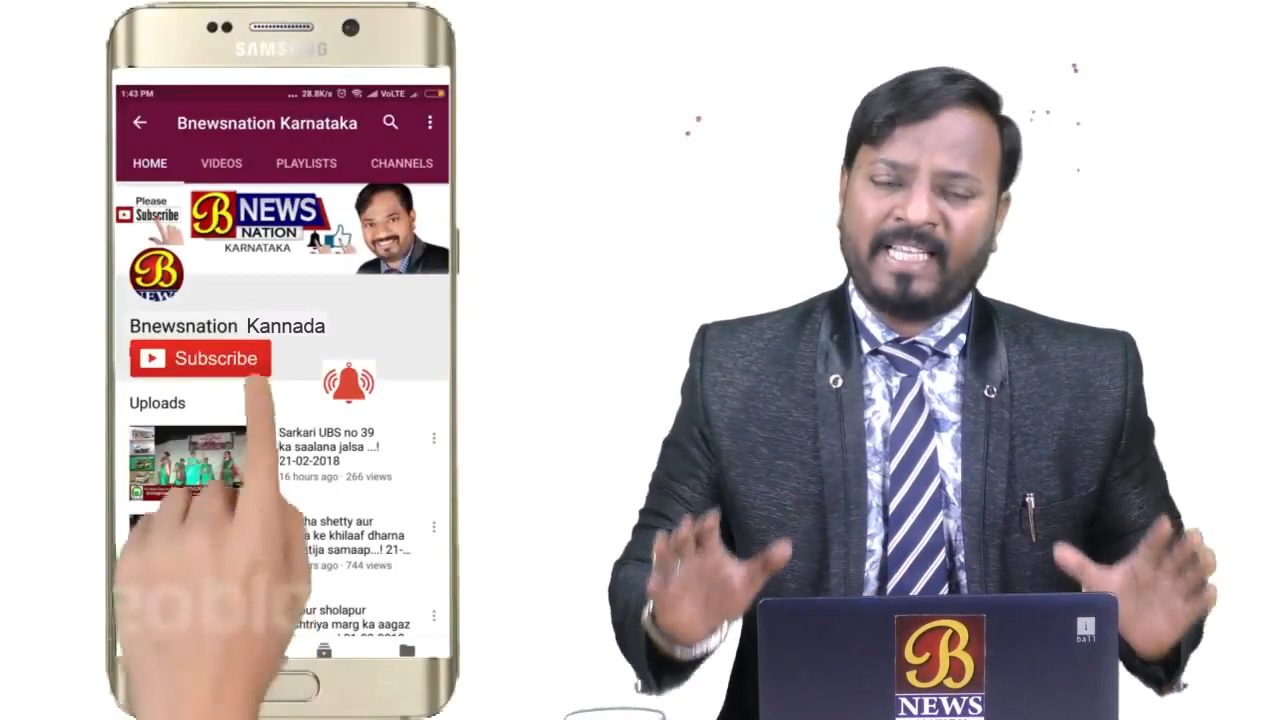 SAMSUNG
1:43 PM
... 28.8K/s VoLTE
Bnewsnation Karnataka
HOME VIDEOS PLAYLISTS CHANNELS
Please
Subscribe
B NEWS
NATION
KARNATAKA
B
NEWS
Bnewsnation Kannada
Subscribe
Uploads
Sarkari UBS no 39
ka saalana jalsa ...!
21-02-2018
16 hours ago · 266 views
ha shetty aur
a ke khilaaf dharna
tija samaap...! 21-...
rs ago · 744 views
ur sholapur
shtriya marg ka aagaz
i
ball
B
NEWS
NATION